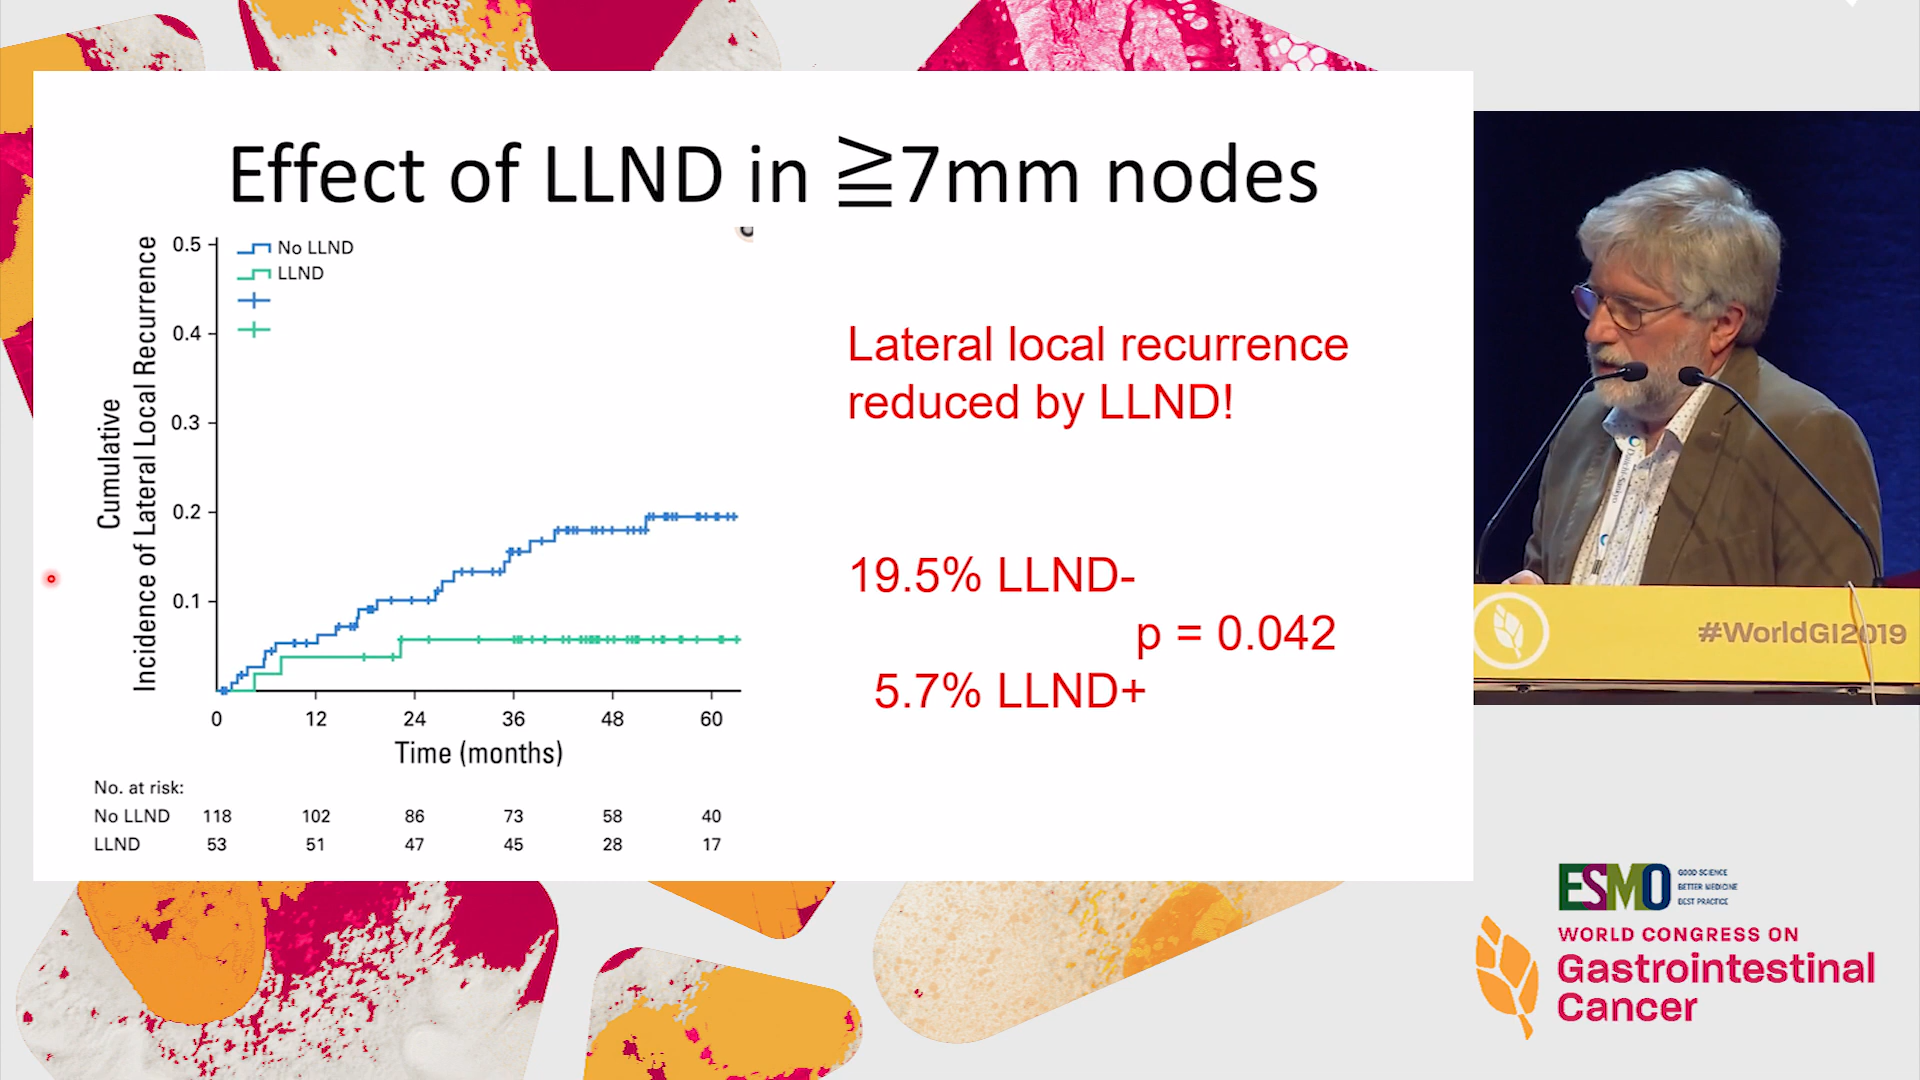 Effect of LLND in ≧7mm nodes
Cumulative
Incidence of Lateral Local Recurrence
0.5
0.4
0.3
0.2
0.1
No LLND
LLND
0 12 24 36 48 60
Time (months)
No. at risk:
No LLND 118 102 86 73 58 40
LLND 53 51 47 45 28 17
Lateral local recurrence
reduced by LLND!
19.5% LLND-
p = 0.042
5.7% LLND+
Daiichi-Sankyo
#WorldGI2019
ESMO
GOOD SCIENCE
BETTER MEDICINE
BEST PRACTICE
WORLD CONGRESS ON
Gastrointestinal
Cancer